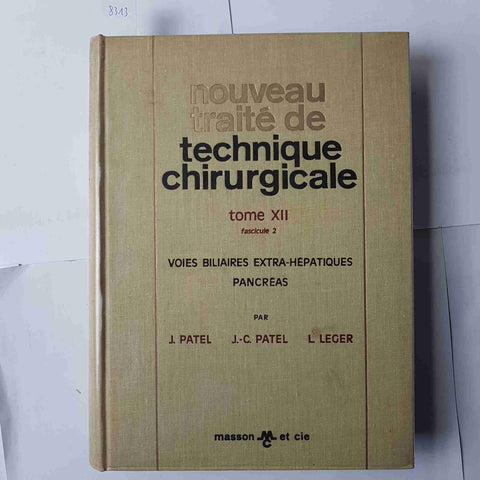 8313
nouveau
traité de
technique
chirurgicale
tome XII
fascicule 2
VOIES BILIAIRES EXTRA-HÉPATIQUES
PANCRÉAS
PAR
J. PATEL J.-C. PATEL L. LEGER
masson MC et cie